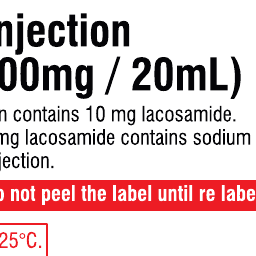 njection
00mg / 20mL)
n contains 10 mg lacosamide.
mg lacosamide contains sodium
jection.
o not peel the label until re labe
25°C.